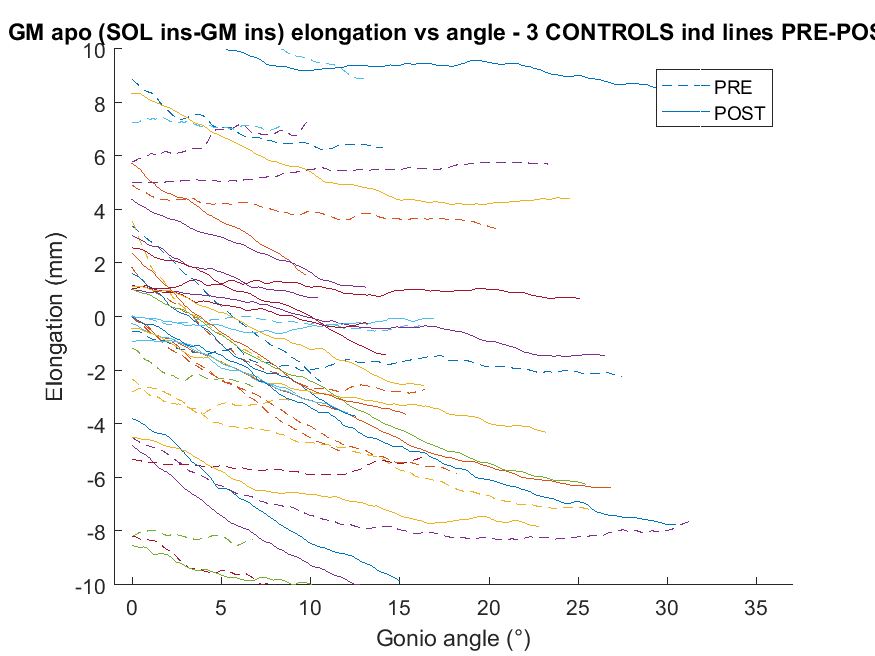 GM apo (SOL ins-GM ins) elongation vs angle - 3 CONTROLS ind lines PRE-POS
PRE
POST
10
8
6
4
2
0
-2
-4
-6
-8
-10
Elongation (mm)
0 5 10 15 20 25 30 35
Gonio angle (°)